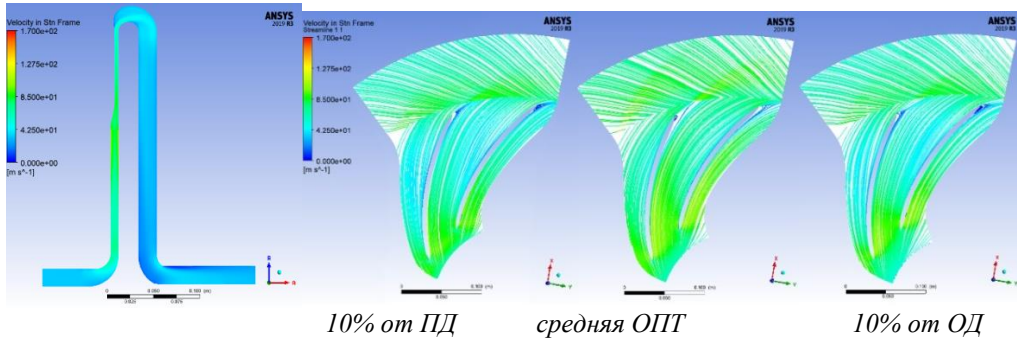 Velocity in Stn Frame
1.700e+02
1.275e+02
8.500e+01
4.250e+01
0.000e+00
[m s^-1]
ANSYS
2019 R3
0 0.100 (m)
Velocity in Stn Frame
Streamline 1 1
1.700e+02
1.275e+02
8.500e+01
4.250e+01
0.000e+00
[m s^-1]
ANSYS
2019 R3
ANSYS
ANSYS
2019 R3
10% от ПД
средняя ОПТ
10% от ОД